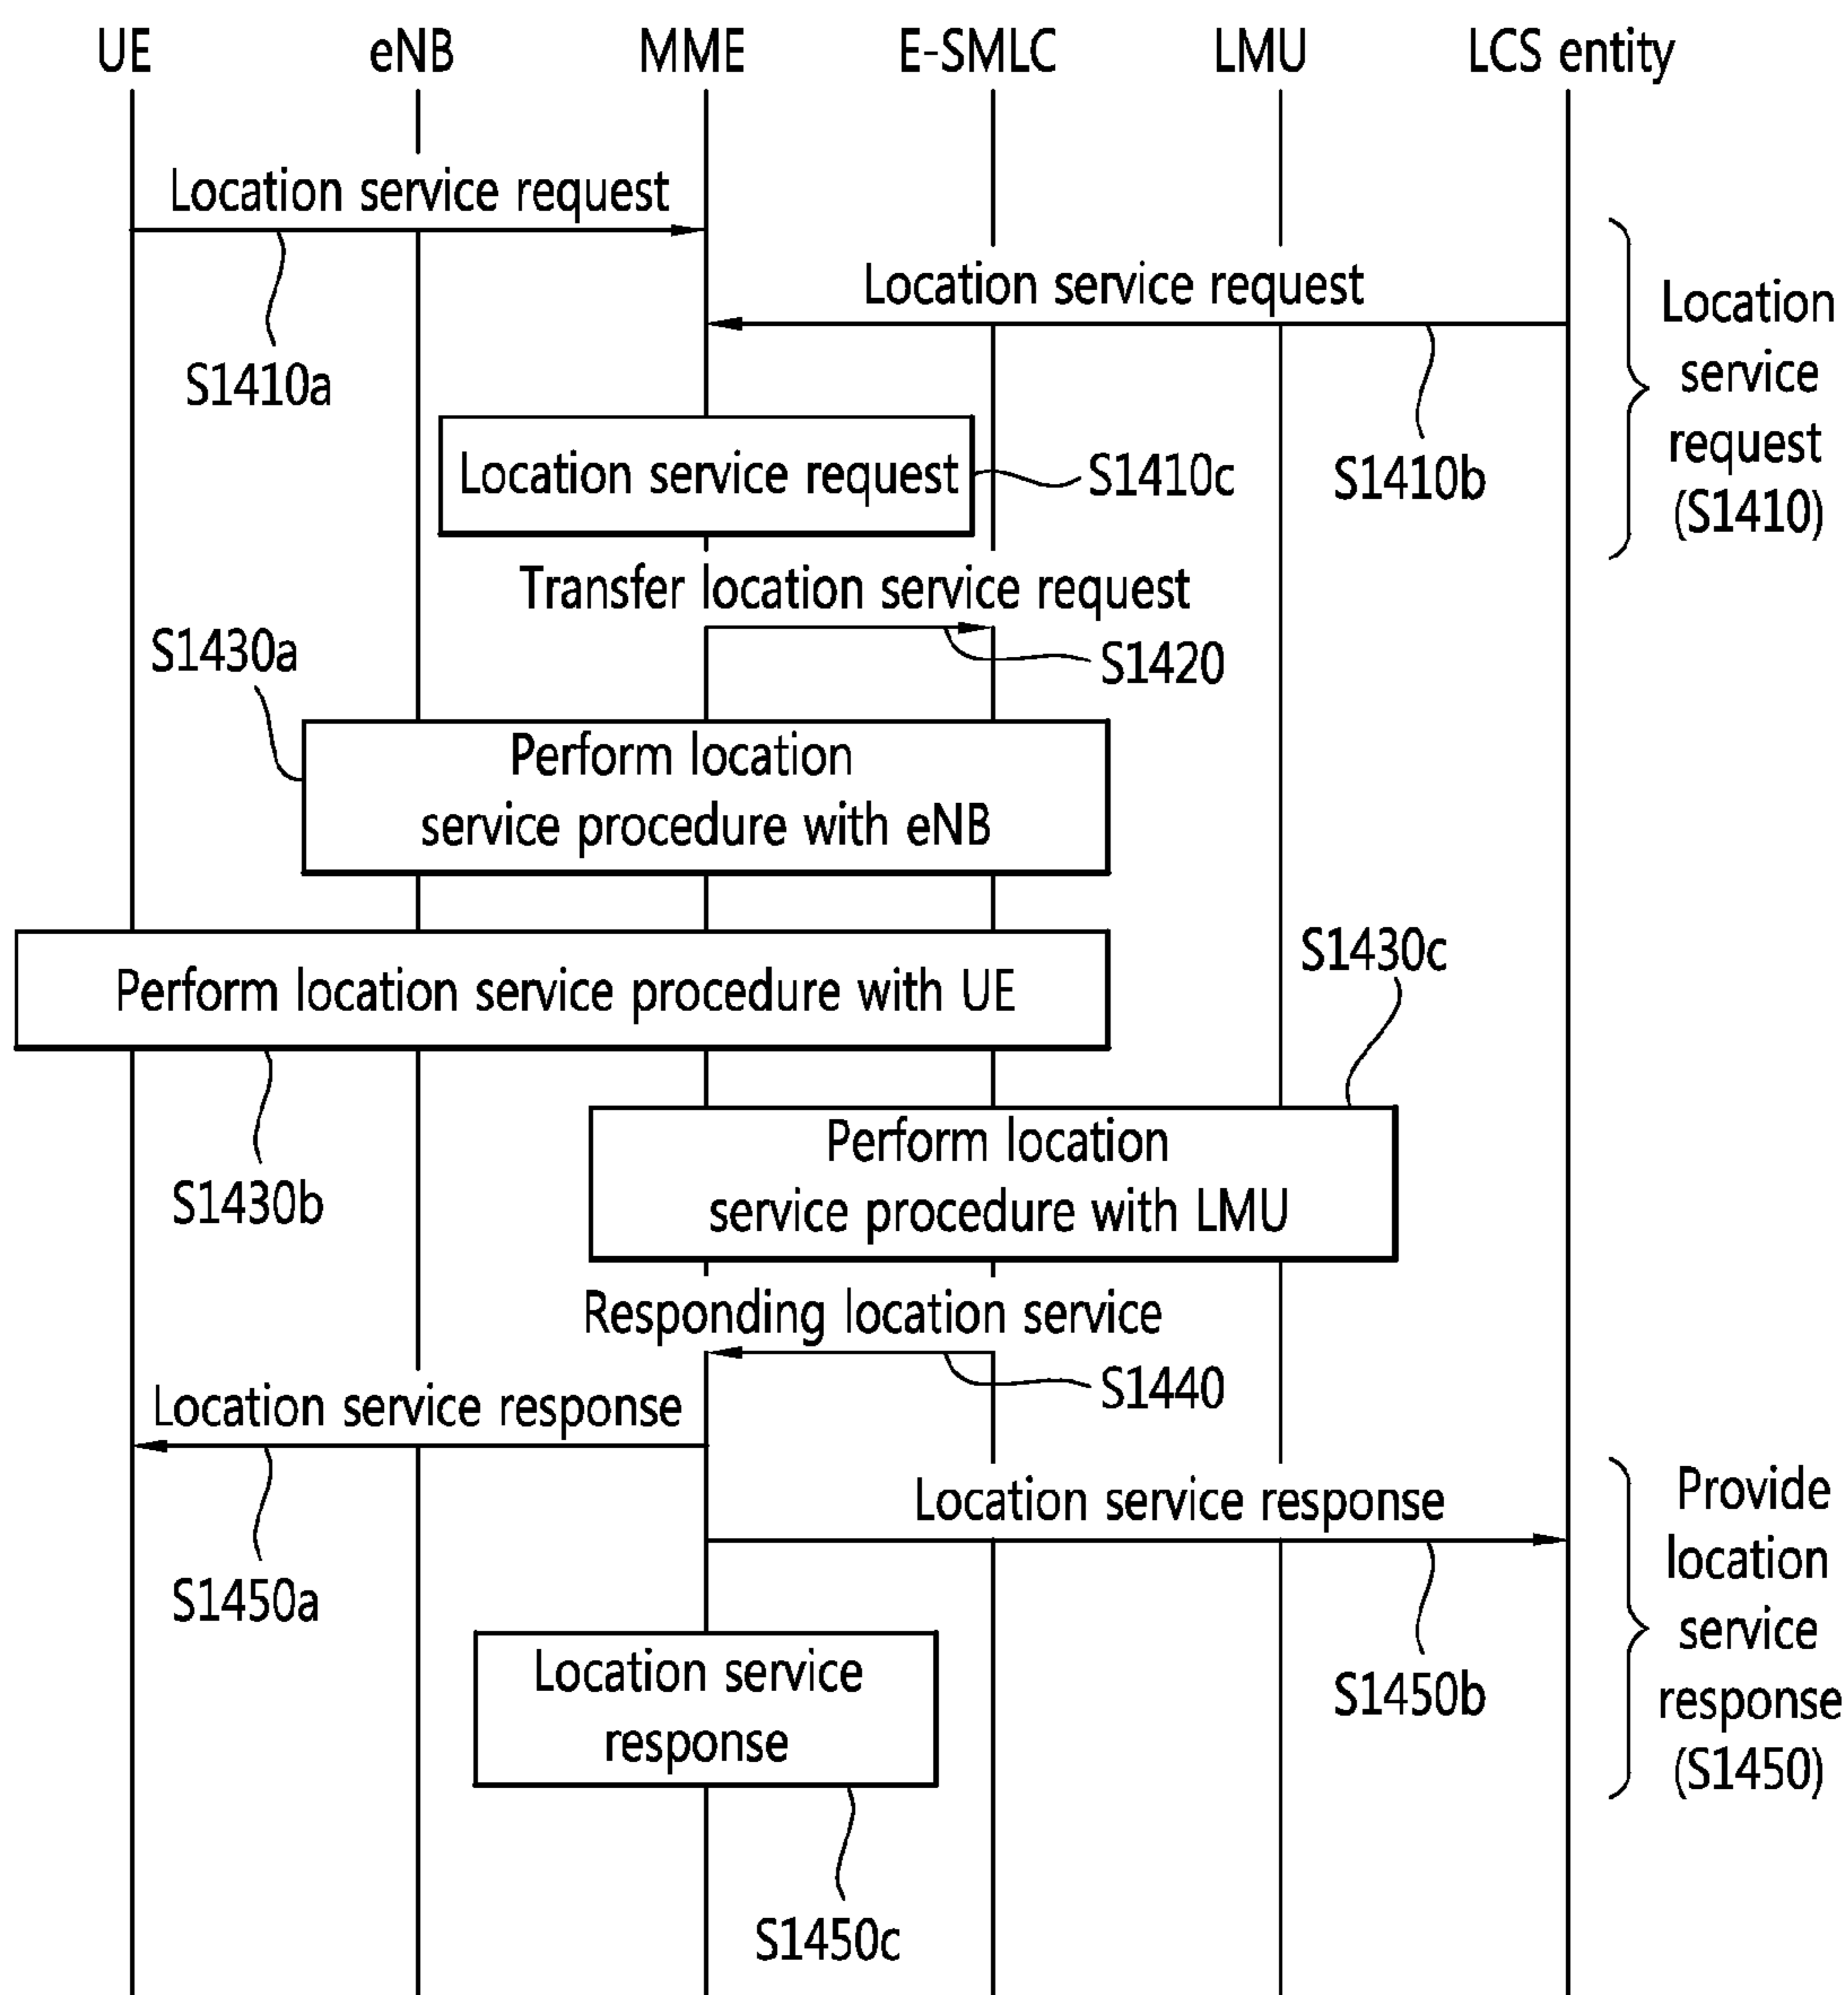 UE
eNB
MME
E-SMLC
LMU
LCS entity
Location service request
S1410a
Location service request
S1410b
Location
service
request
(S1410)
Location service request
S1410c
Transfer location service request
S1420
S1430a
Perform location
service procedure with eNB
Perform location service procedure with UE
S1430b
S1430c
Perform location
service procedure with LMU
Responding location service
S1440
Location service response
S1450a
Location service response
S1450b
Provide
location
service
response
(S1450)
Location service
response
S1450c